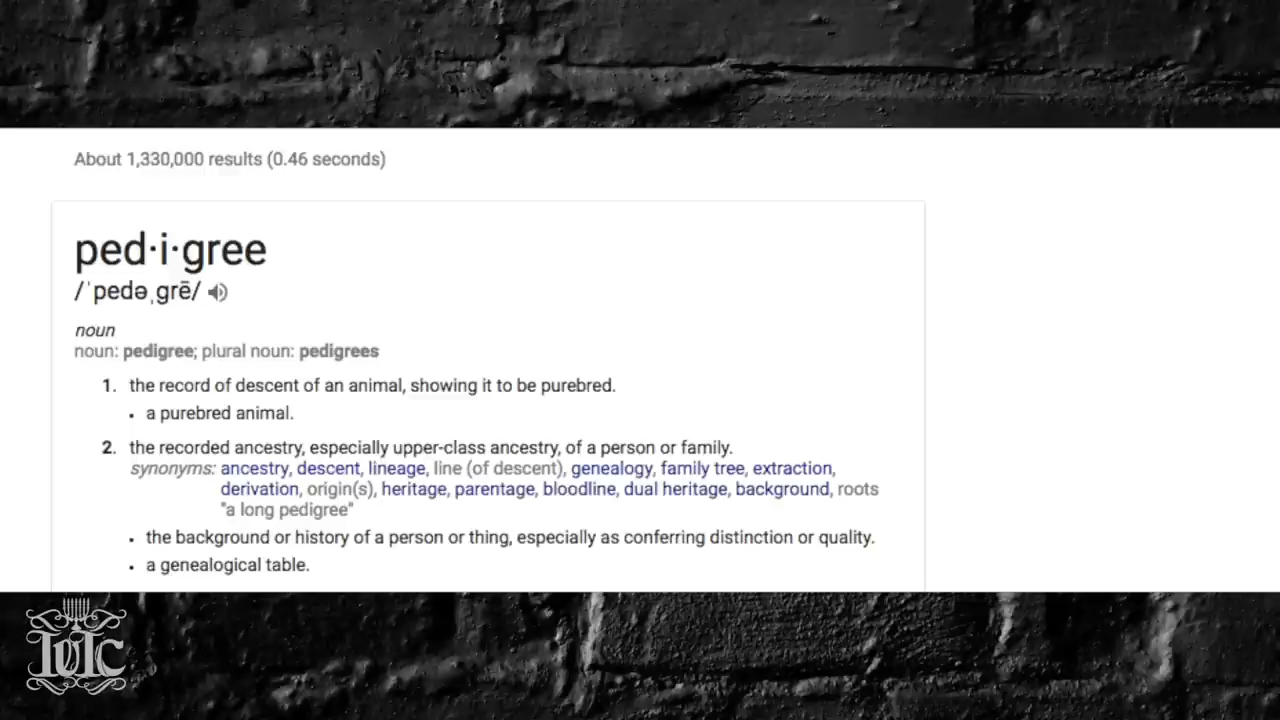 About 1,330,000 results (0.46 seconds)
ped·i·gree
/ˈpedəˌɡrē/
noun
noun: pedigree; plural noun: pedigrees
1. the record of descent of an animal, showing it to be purebred.
• a purebred animal.
2. the recorded ancestry, especially upper-class ancestry, of a person or family.
synonyms: ancestry, descent, lineage, line (of descent), genealogy, family tree, extraction,
derivation, origin(s), heritage, parentage, bloodline, dual heritage, background, roots
"a long pedigree"
• the background or history of a person or thing, especially as conferring distinction or quality.
• a genealogical table.
IUIC